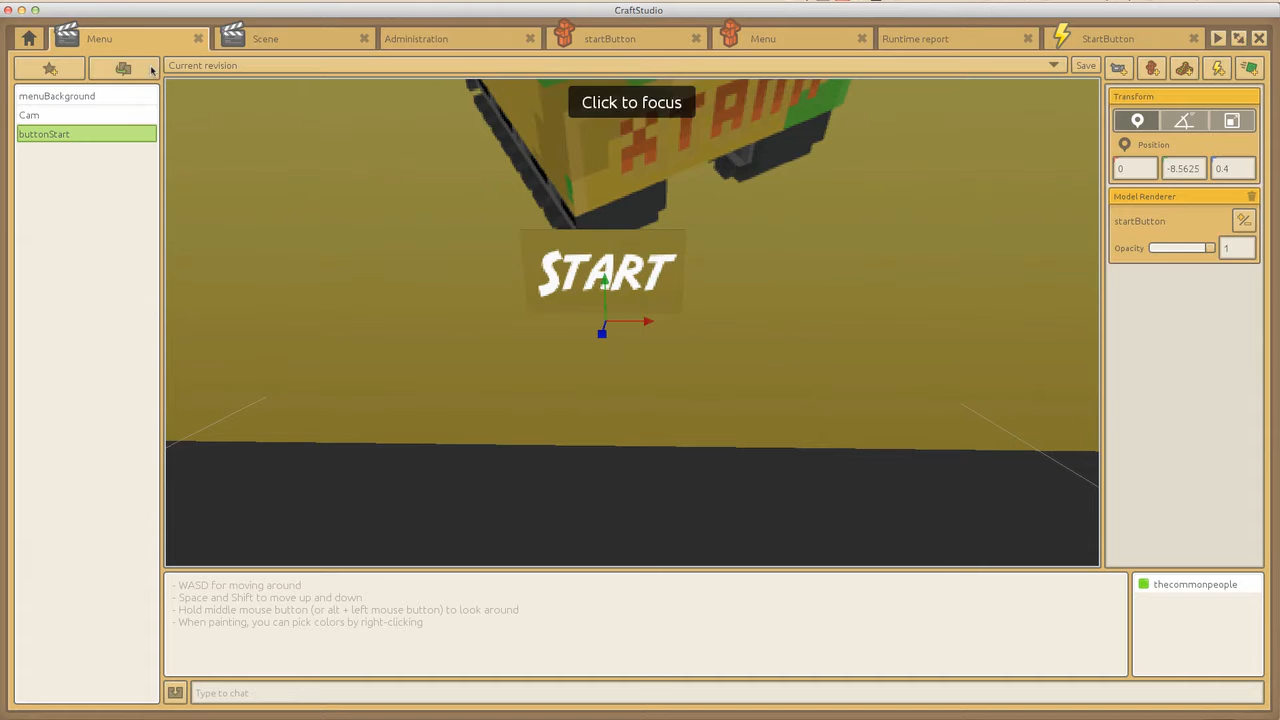 CraftStudio
Menu
Scene
Administration
startButton
Menu
Runtime report
StartButton
Current revision
Save
menuBackground
Cam
buttonStart
Click to focus
XTRAIN
START
Transform
Position
0
-8.5625
0.4
Model Renderer
startButton
Opacity
1
- WASD for moving around
- Space and Shift to move up and down
- Hold middle mouse button (or alt + left mouse button) to look around
- When painting, you can pick colors by right-clicking
thecommonpeople
Type to chat